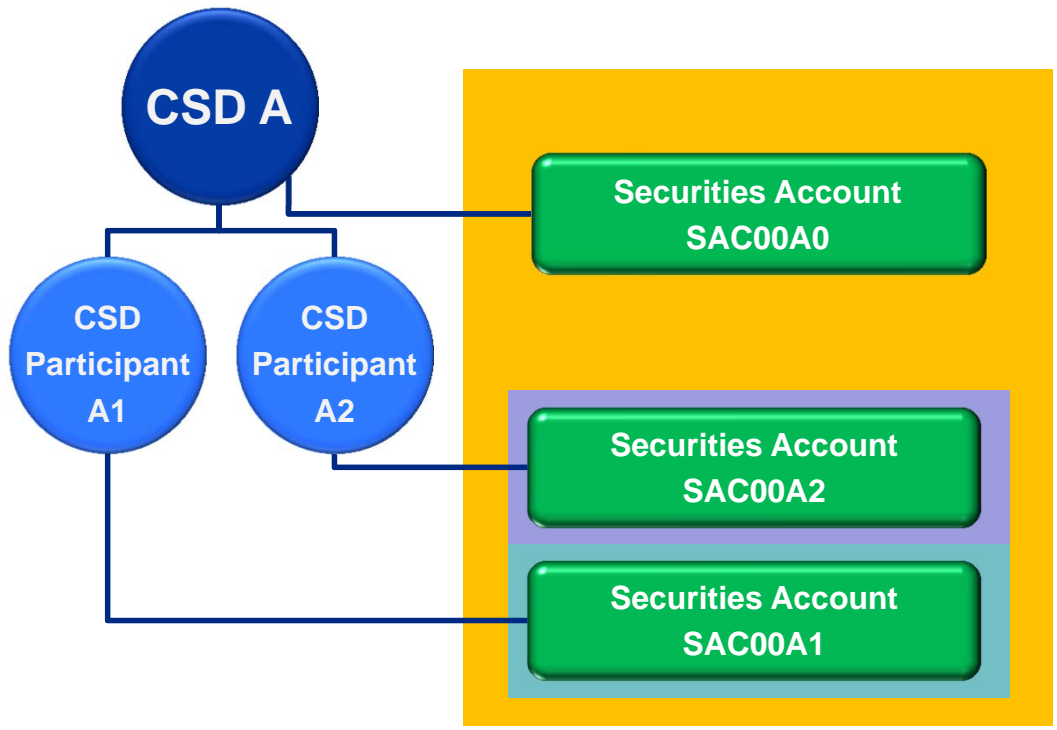 CSD A
Securities Account
SAC00A0
CSD
Participant
A1
CSD
Participant
A2
Securities Account
SAC00A2
Securities Account
SAC00A1